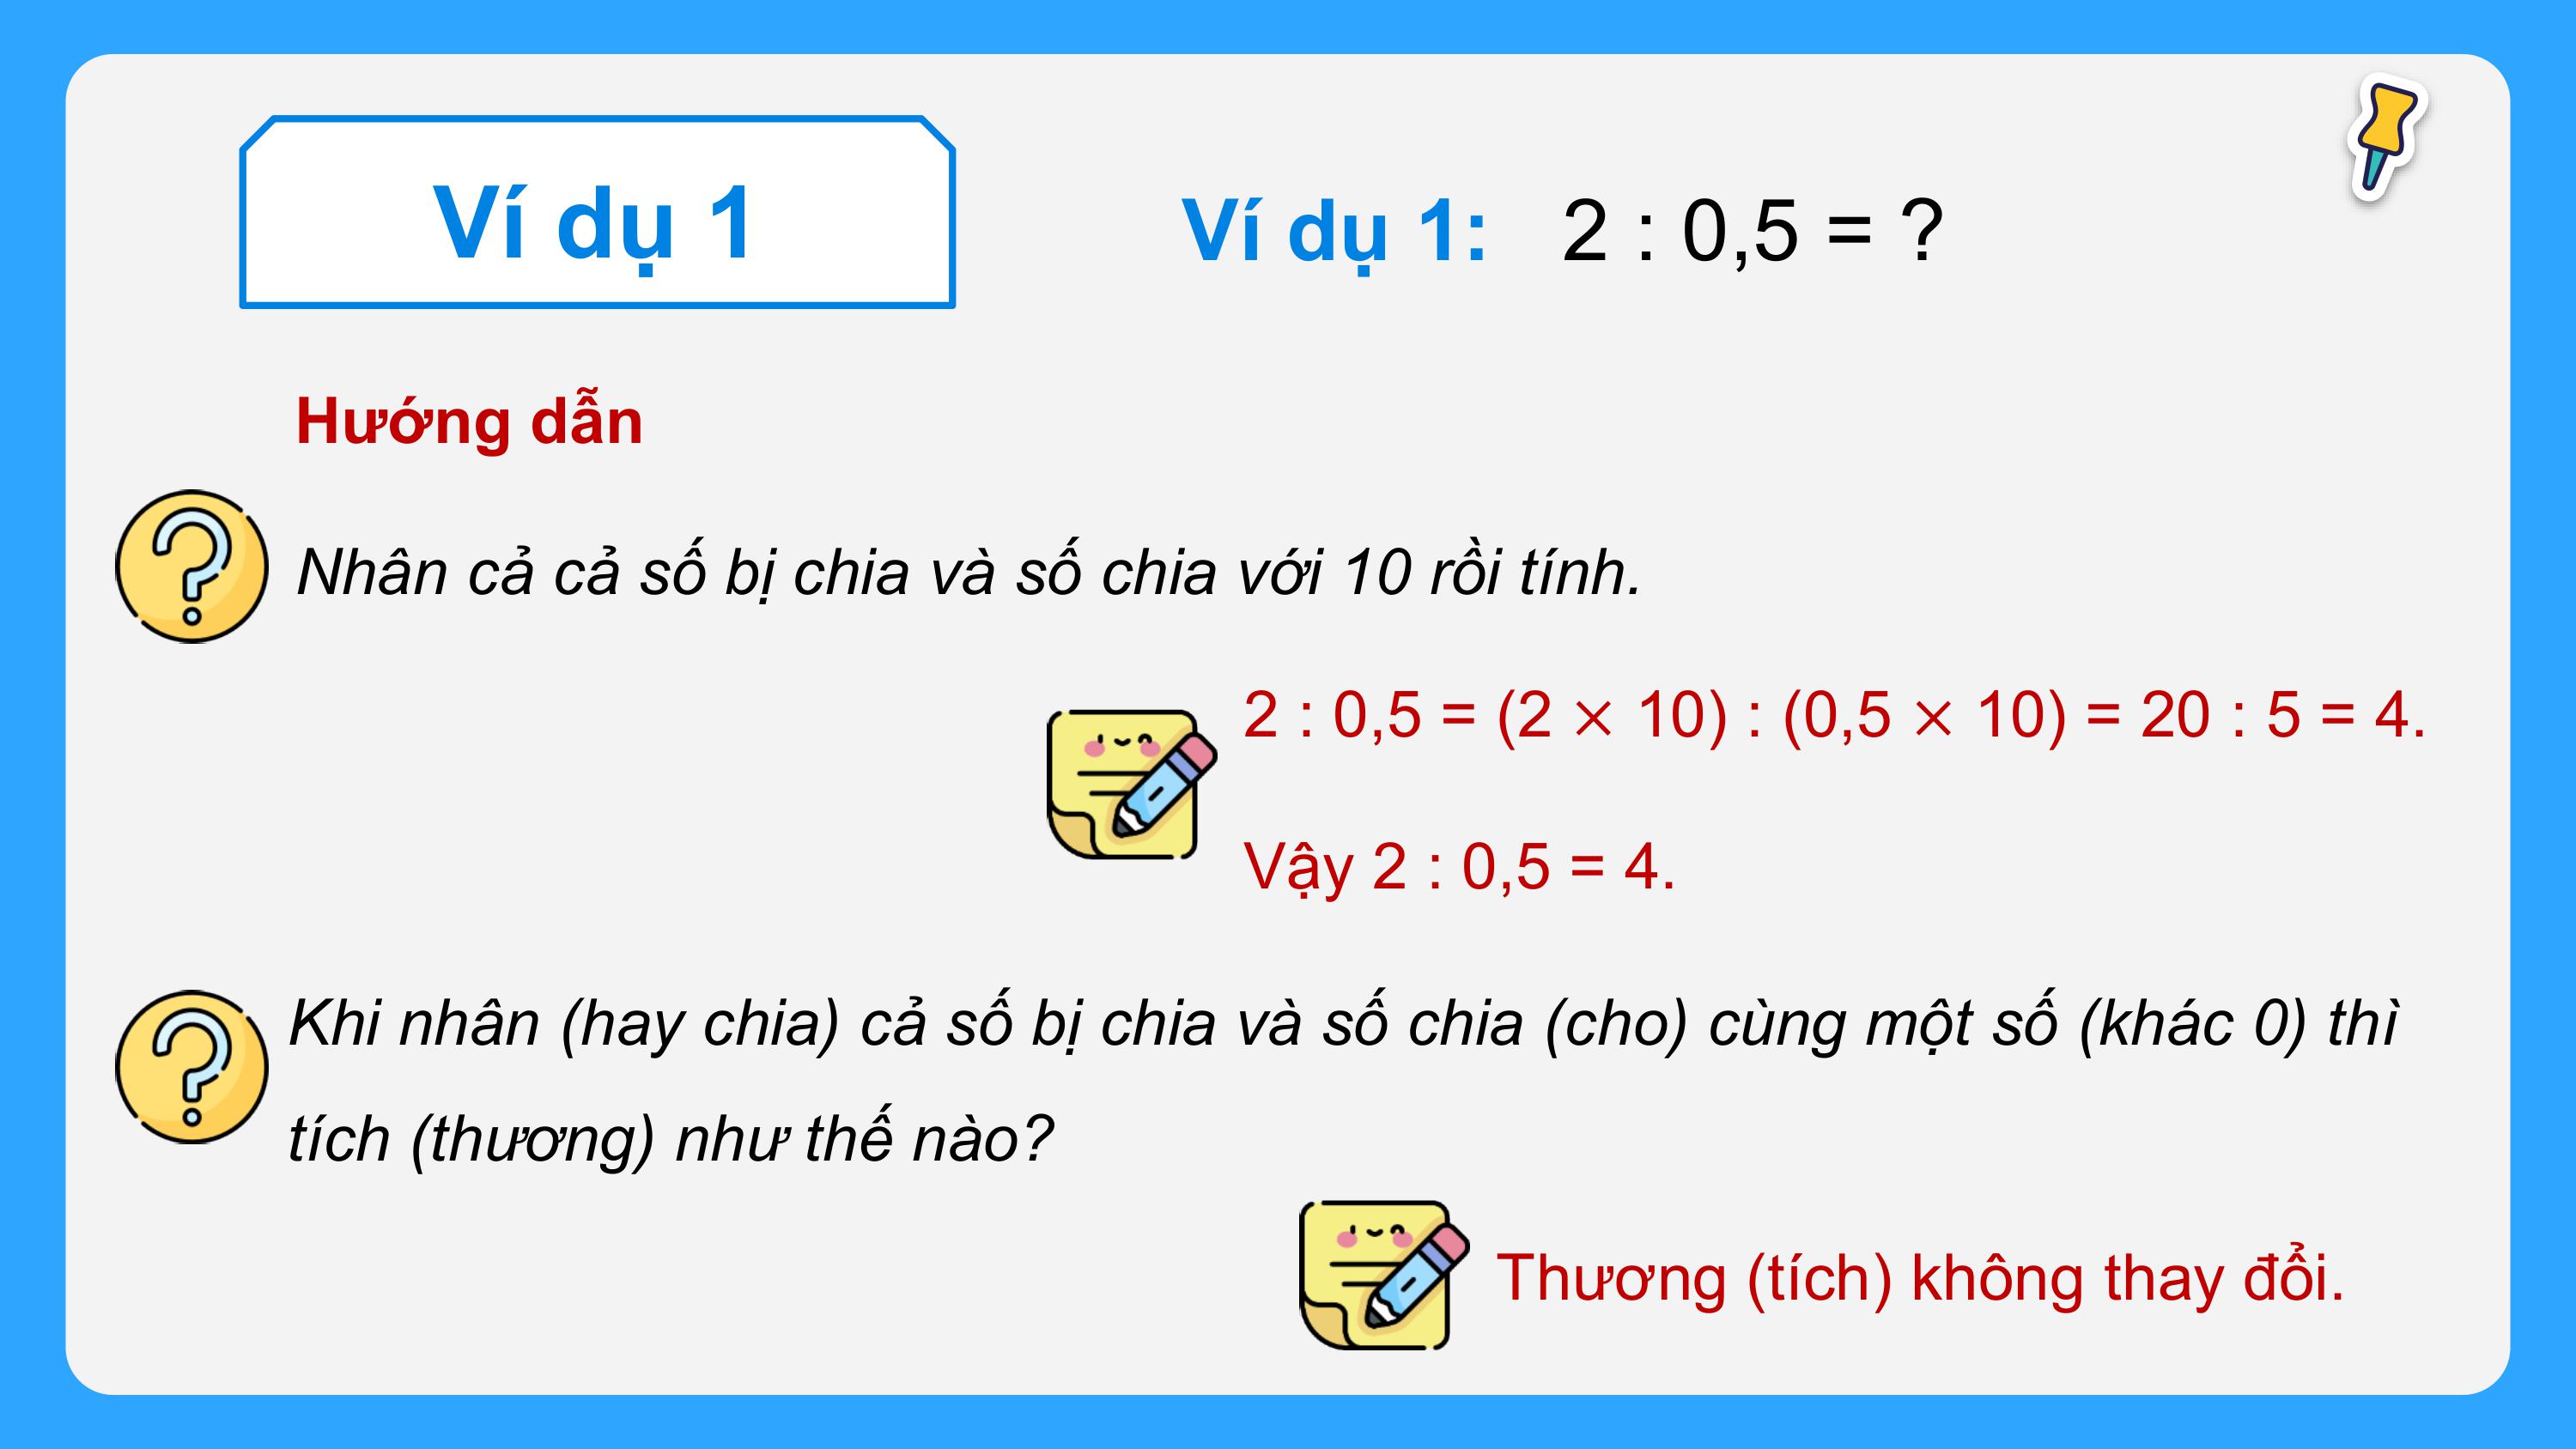 Ví dụ 1
Ví dụ 1: 2 : 0,5 = ?
Hướng dẫn
Nhân cả cả số bị chia và số chia với 10 rồi tính.
2 : 0,5 = (2 × 10) : (0,5 × 10) = 20 : 5 = 4.
Vậy 2 : 0,5 = 4.
Khi nhân (hay chia) cả số bị chia và số chia (cho) cùng một số (khác 0) thì
tích (thương) như thế nào?
Thương (tích) không thay đổi.